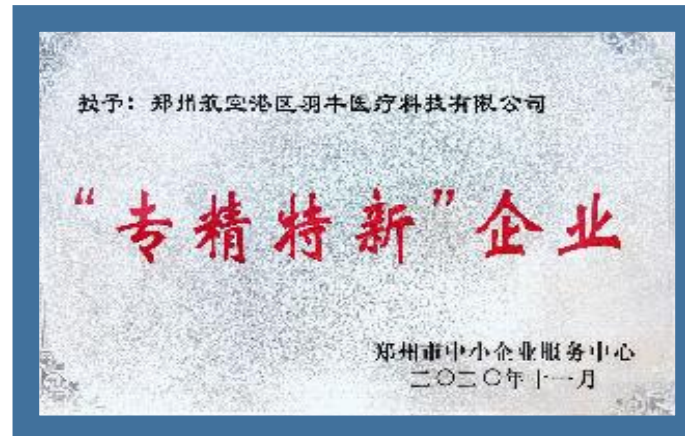 授予：郑州航空港区羽丰医疗科技有限公司
“专精特新”企业
郑州市中小企业服务中心
二〇二〇年十一月